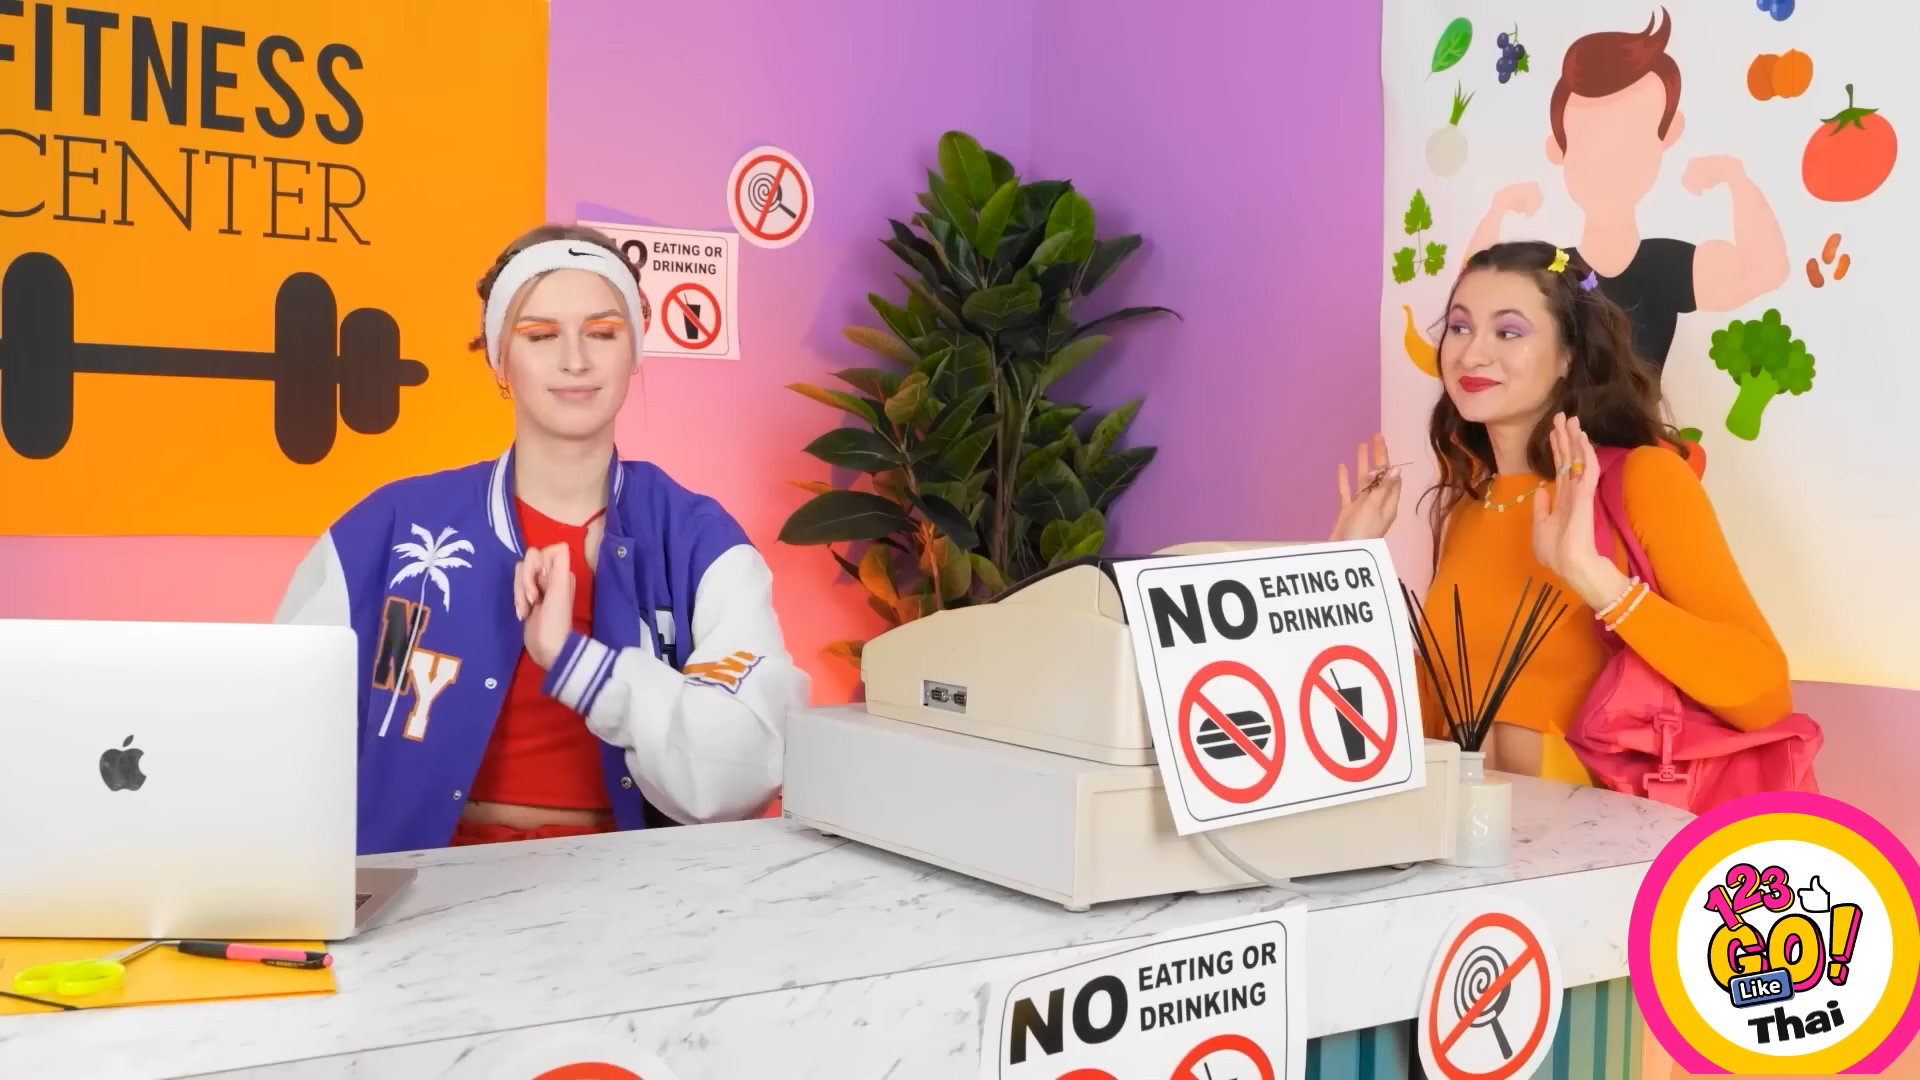 FITNESS
CENTER
NO EATING OR
DRINKING
NO EATING OR
DRINKING
NY
NO EATING OR
DRINKING
S
123
GO!
Like
Thai